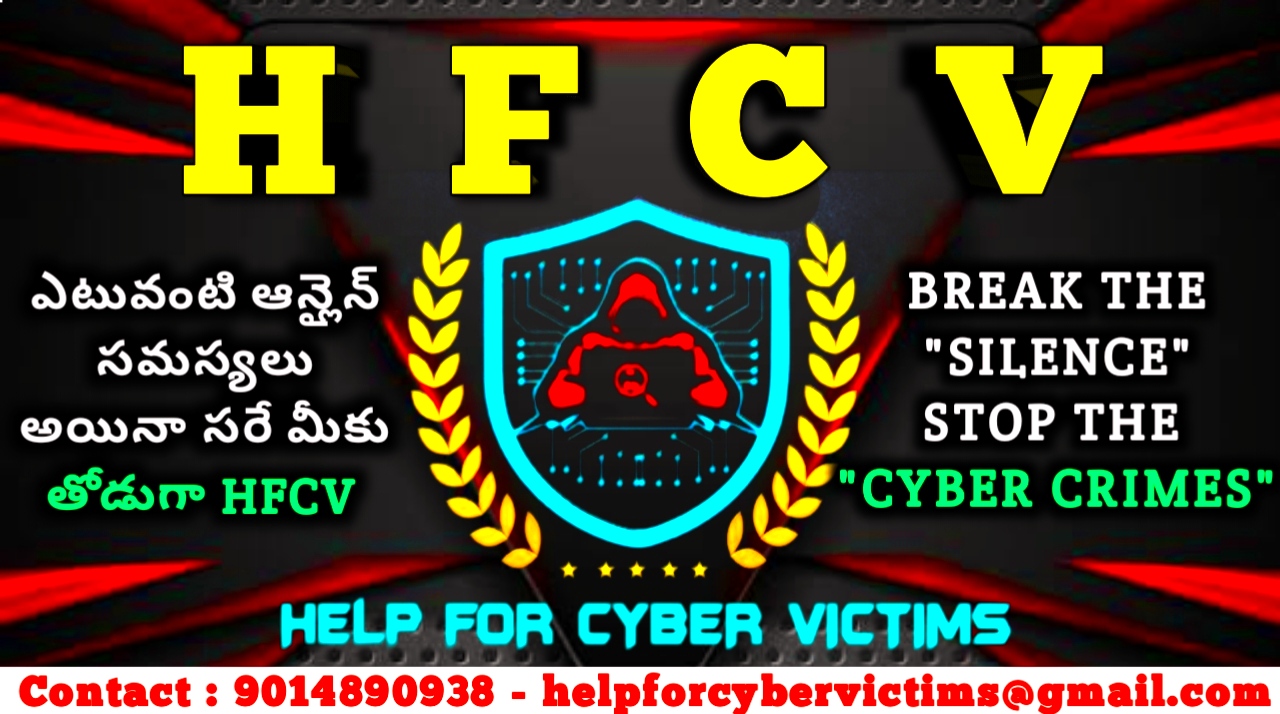 H F C V
ఎటువంటి ఆన్లైన్
సమస్యలు
అయినా సరే మీకు
తోడుగా HFCV
BREAK THE
"SILENCE"
STOP THE
"CYBER CRIMES"
HELP FOR CYBER VICTIMS
Contact : 9014890938 - helpforcybervictims@gmail.com